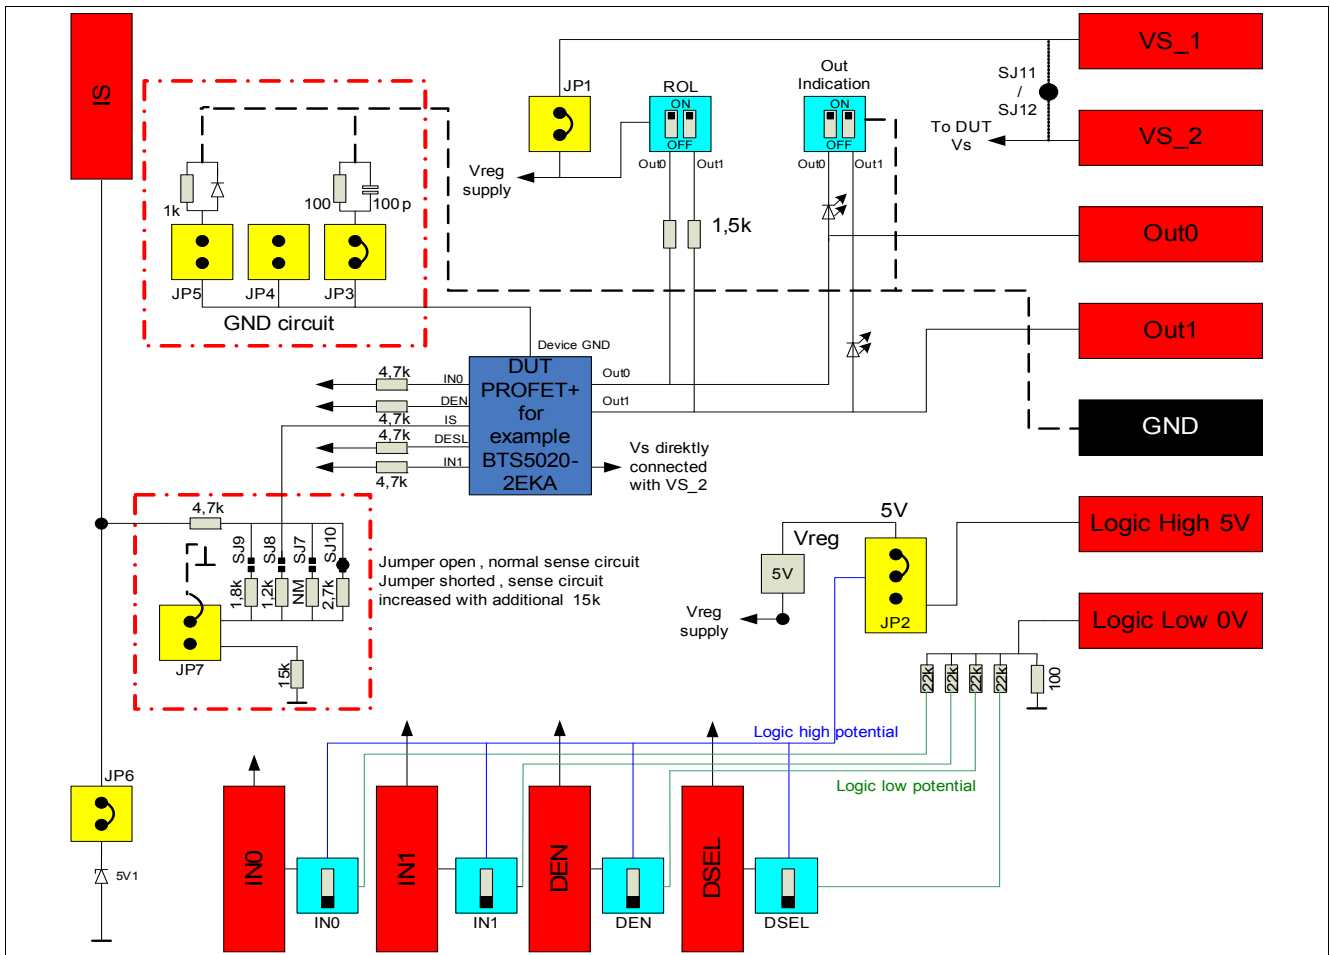 IS
VS_1
SJ11
/
SJ12
VS_2
To DUT
Vs
JP1
ROL
ON
OFF
Out0
Out1
Out
Indication
ON
OFF
Out0
Out1
Vreg
supply
1k
100
100 p
JP5
JP4
JP3
GND circuit
1,5k
Out0
Out1
GND
Device GND
DUT
PROFET+
for
example
BTS5020-
2EKA
4,7k
IN0
DEN
4,7k
IS
4,7k
DESL
IN1
4,7k
Out0
Out1
Vs direktly
connected
with VS_2
4,7k
SJ9
SJ8
SJ7
SJ10
1,8k
1,2k
NM
2,7k
JP7
15k
Jumper open , normal sense circuit
Jumper shorted , sense circuit
increased with additional 15k
5V
Vreg
5V
JP2
Vreg
supply
Logic High 5V
Logic Low 0V
22k
22k
22k
22k
100
Logic high potential
Logic low potential
JP6
5V1
IN0
IN0
IN1
IN1
DEN
DEN
DSEL
DSEL